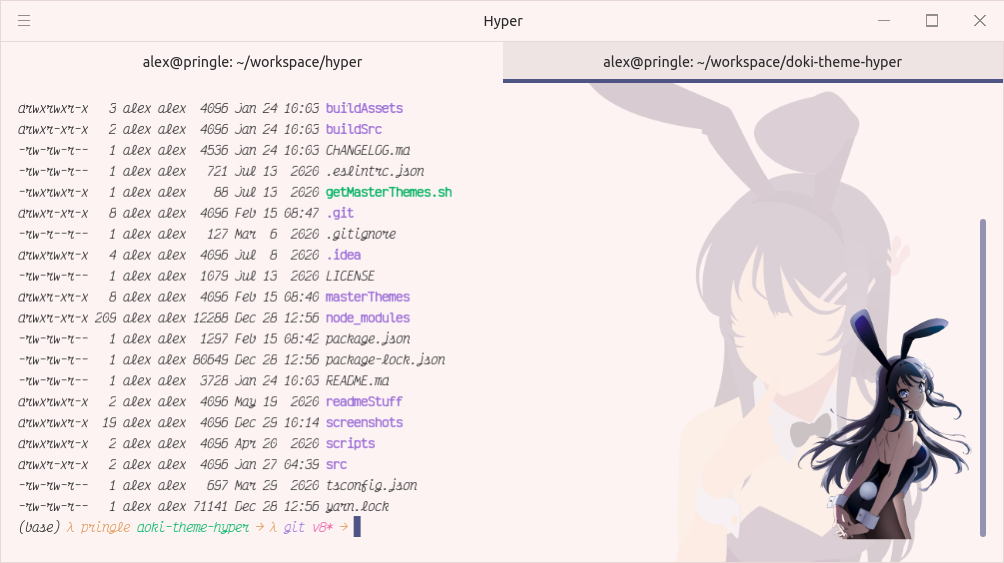 Hyper
alex@pringle: ~/workspace/hyper
alex@pringle: ~/workspace/doki-theme-hyper
drwxrwxr-x 3 alex alex 4096 Jan 24 10:03 buildAssets
drwxr-xr-x 2 alex alex 4096 Jan 24 10:03 buildSrc
-rw-rw-r-- 1 alex alex 4536 Jan 24 10:03 CHANGELOG.md
-rw-rw-r-- 1 alex alex 721 Jul 13 2020 .eslintrc.json
-rwxrwxr-x 1 alex alex 88 Jul 13 2020 getMasterThemes.sh
drwxrwxr-x 8 alex alex 4096 Feb 15 08:47 .git
-rw-r--r-- 1 alex alex 127 Mar 6 2020 .gitignore
drwxrwxr-x 4 alex alex 4096 Jul 8 2020 .idea
-rw-rw-r-- 1 alex alex 1079 Jul 13 2020 LICENSE
drwxr-xr-x 8 alex alex 4096 Feb 15 08:40 masterThemes
drwxrwxr-x 209 alex alex 12288 Dec 28 12:56 node_modules
-rw-rw-r-- 1 alex alex 1297 Feb 15 08:42 package.json
-rw-rw-r-- 1 alex alex 80649 Dec 28 12:56 package-lock.json
-rw-rw-r-- 1 alex alex 3728 Jan 24 10:03 README.md
drwxrwxr-x 2 alex alex 4096 May 19 2020 readmeStuff
drwxrwxr-x 19 alex alex 4096 Dec 29 10:14 screenshots
drwxrwxr-x 2 alex alex 4096 Apr 20 2020 scripts
drwxr-xr-x 2 alex alex 4096 Jan 27 04:39 src
-rw-rw-r-- 1 alex alex 697 Mar 29 2020 tsconfig.json
-rw-rw-r-- 1 alex alex 71141 Dec 28 12:56 yarn.lock
(base) λ pringle doki-theme-hyper → λ git v8* →